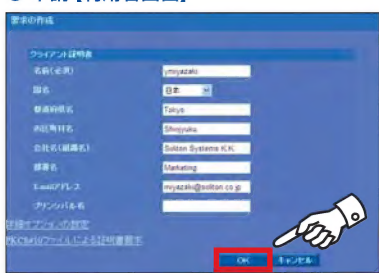 要求の作成
クライアント証明書
名前(必須) ymiyazaki
国名 日本
都道府県名 Tokyo
市区町村名 Shinjyuku
会社名(組織名) Soliton Systems K.K.
部署名 Marketing
E-mailアドレス miyazaki@soliton.co.jp
プリンシパル名
詳細オプションの設定
PKCS#10ファイルによる証明書要求
OK キャンセル